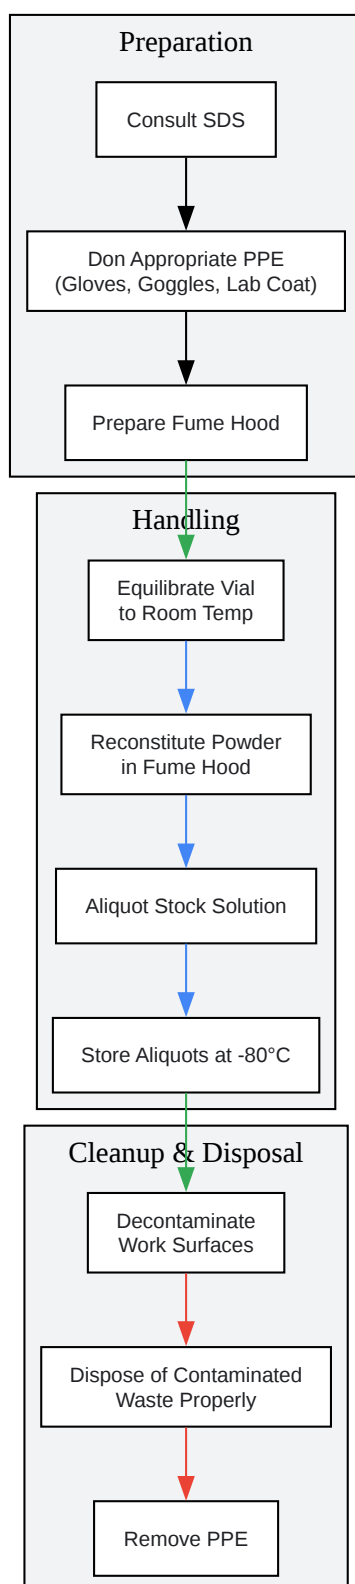 Preparation
Consult SDS
Don Appropriate PPE
(Gloves, Goggles, Lab Coat)
Prepare Fume Hood
Handling
Equilibrate Vial
to Room Temp
Reconstitute Powder
in Fume Hood
Aliquot Stock Solution
Store Aliquots at -80°C
Cleanup & Disposal
Decontaminate
Work Surfaces
Dispose of Contaminated
Waste Properly
Remove PPE